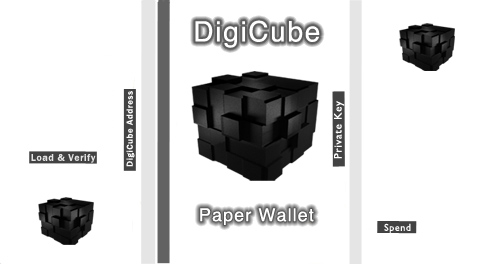 Load & Verify
DigiCube Address
DigiCube
Paper Wallet
Private Key
Spend